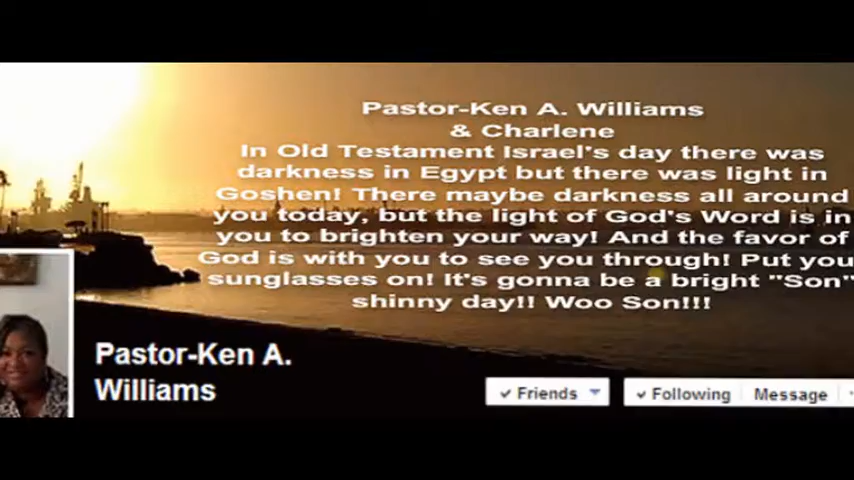 Pastor-Ken A. Williams
& Charlene
In Old Testament Israel's day there was
darkness in Egypt but there was light in
Goshen! There maybe darkness all around
you today, but the light of God's Word is in
you to brighten your way! And the favor of
God is with you to see you through! Put you
sunglasses on! It's gonna be a bright "Son"
shinny day!! Woo Son!!!
Pastor-Ken A.
Williams
✓ Friends
✓ Following
Message